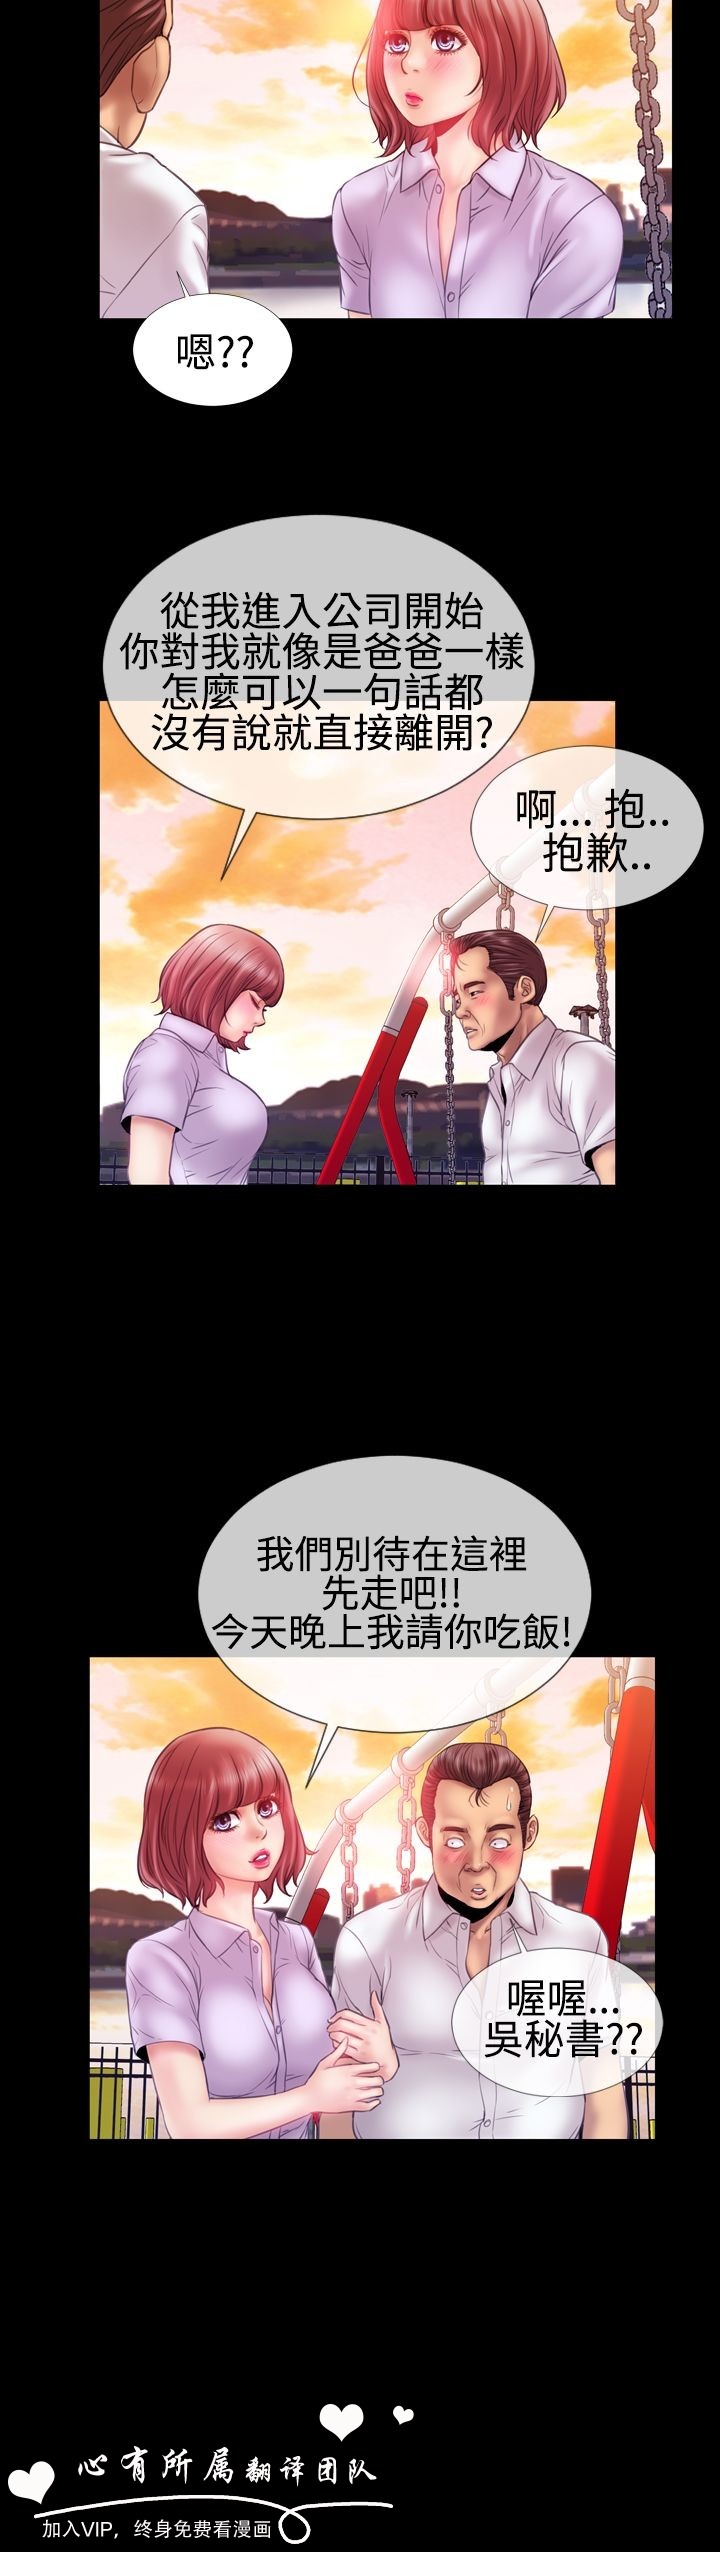 嗯??
從我進入公司開始
你對我就像是爸爸一樣
怎麼可以一句話都
沒有說就直接離開?
啊... 抱..
抱歉..
我們別待在這裡
先走吧!!
今天晚上我請你吃飯!
喔喔...
吳秘書??
心有所属翻译团队
加入VIP，终身免费看漫画